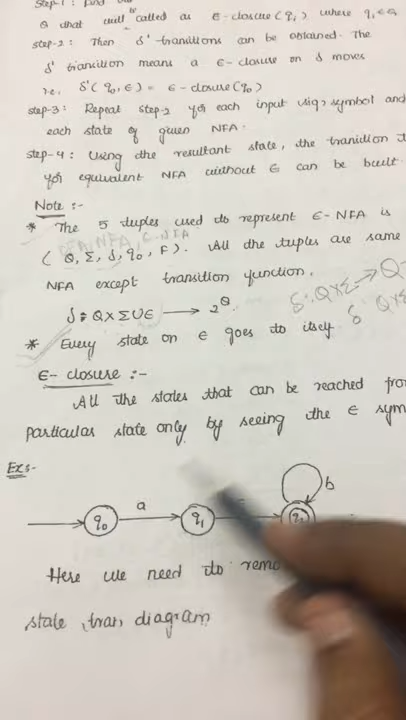 Step-1: Find
Q that will be called as ϵ-closure(qᵢ) where qᵢ∈Q
step-2: Then δ' transitions can be obtained. The
δ' transition means a ϵ-closure on δ moves
i.e. δ'(q₀,ϵ) = ϵ-closure(q₀)
step-3: Repeat step-2 for each input symbol and
each state of given NFA.
step-4: Using the resultant state, the transition
for equivalent NFA without ϵ can be built
Note :-
* The 5 tuples used to represent ϵ-NFA is
(Q, Σ, δ, q₀, F). All the tuples are same
NFA except transition function.
δ: Q×Σ → Q
δ: Q×Σ∪ϵ → 2^Q
δ Q×Σ
* Every state on ϵ goes to itself
ϵ-closure :-
All the states that can be reached
particular state only by seeing the ϵ
Ex:-
q₀ a q₁ b
Here we need to
state, tran, diagram